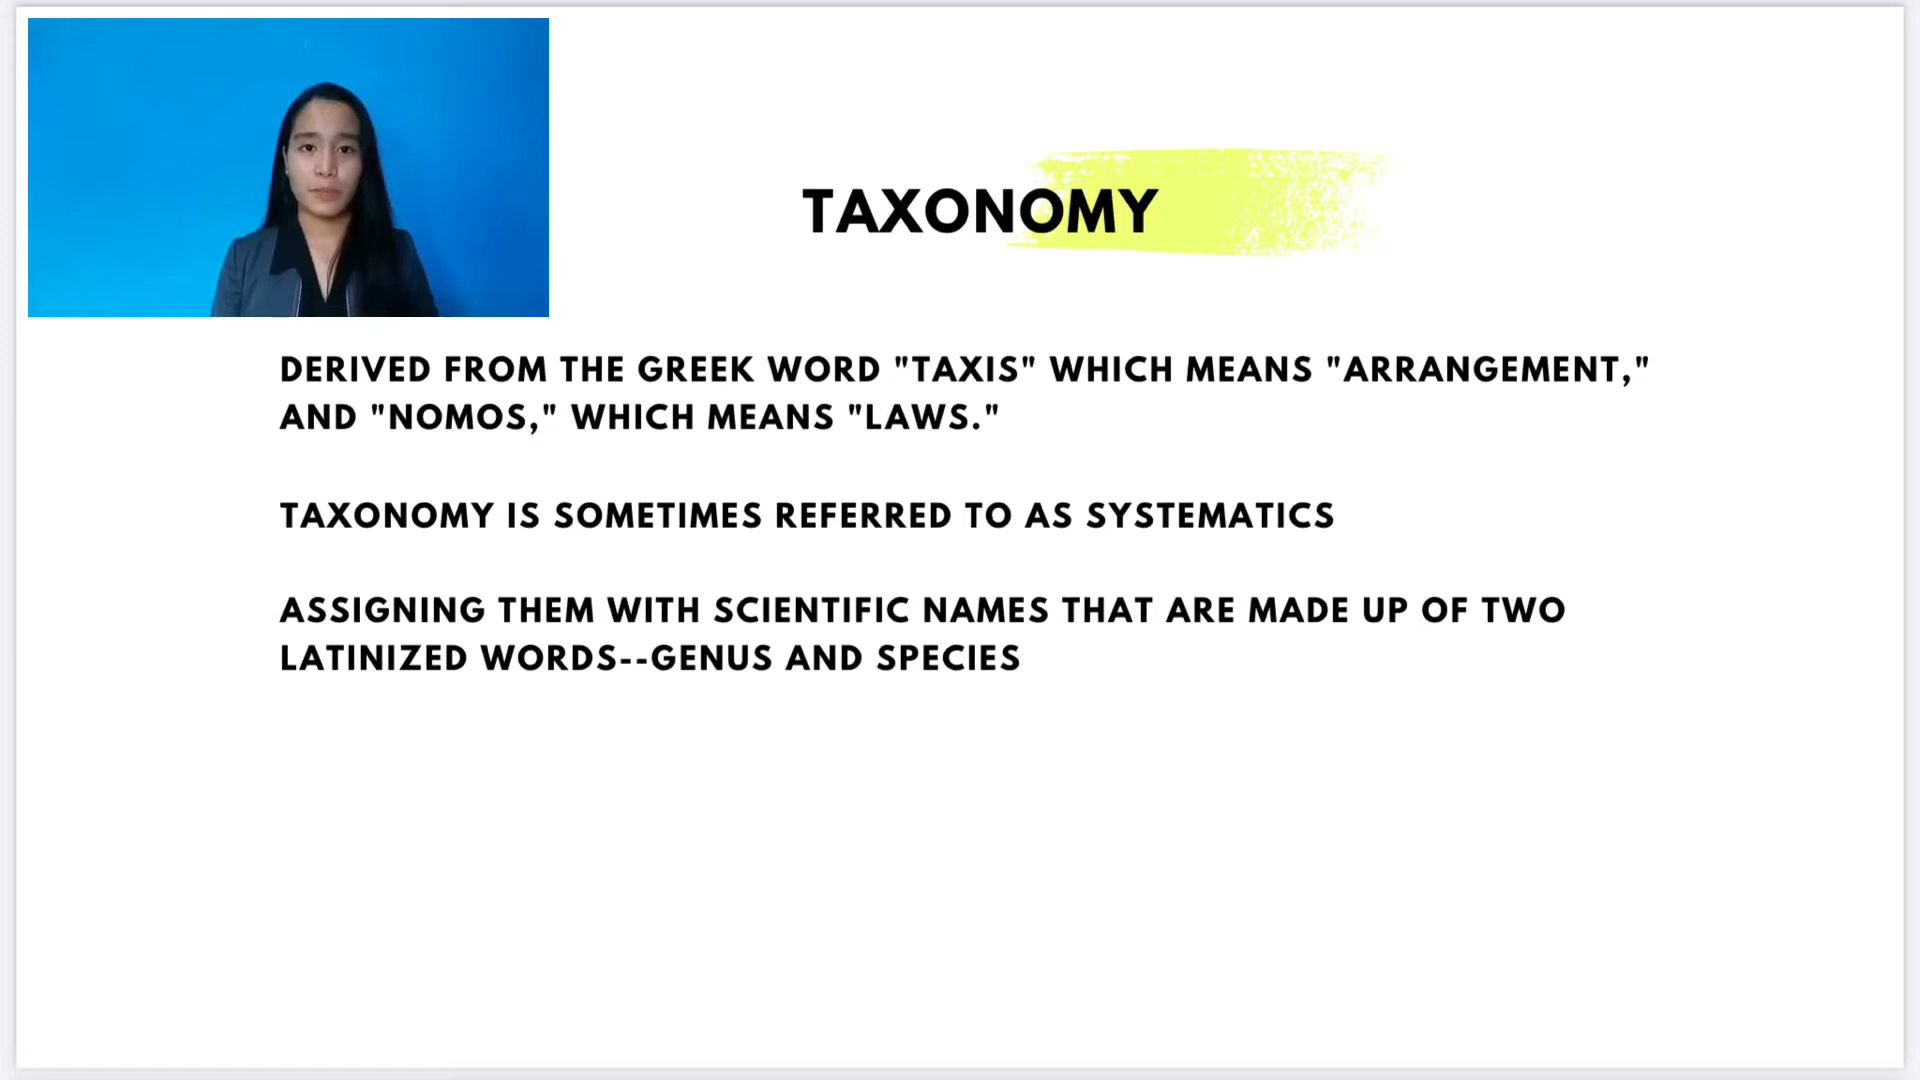 TAXONOMY
DERIVED FROM THE GREEK WORD "TAXIS" WHICH MEANS "ARRANGEMENT,"
AND "NOMOS," WHICH MEANS "LAWS."
TAXONOMY IS SOMETIMES REFERRED TO AS SYSTEMATICS
ASSIGNING THEM WITH SCIENTIFIC NAMES THAT ARE MADE UP OF TWO
LATINIZED WORDS--GENUS AND SPECIES